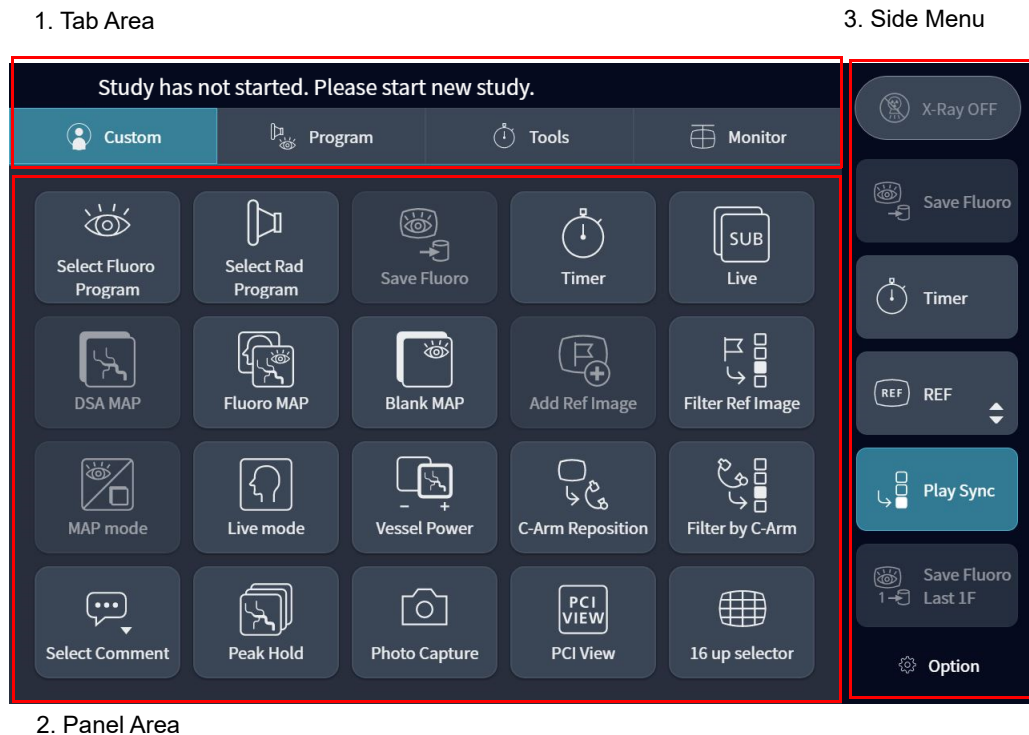 1. Tab Area
3. Side Menu
Study has not started. Please start new study.
Custom
Program
Tools
Monitor
X-Ray OFF
Save Fluoro
Timer
REF
REF
Play Sync
Save Fluoro
1
Last 1F
Option
Select Fluoro
Program
Select Rad
Program
Save Fluoro
Timer
SUB
Live
DSA MAP
Fluoro MAP
Blank MAP
Add Ref Image
Filter Ref Image
MAP mode
Live mode
- +
Vessel Power
C-Arm Reposition
Filter by C-Arm
Select Comment
Peak Hold
Photo Capture
PCI
VIEW
PCI View
16 up selector
2. Panel Area